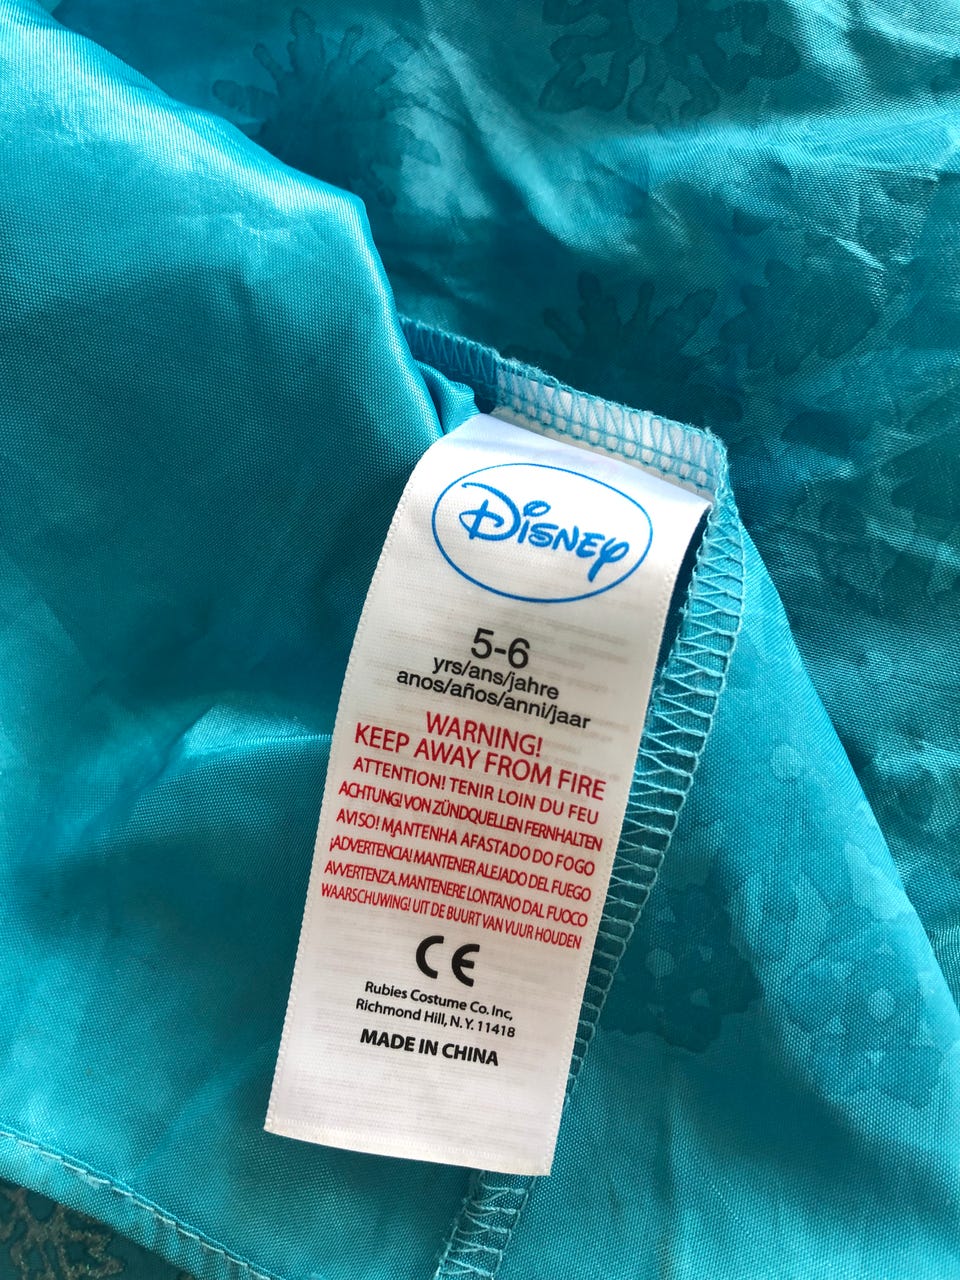 Disney
5-6
yrs/ans/jahre
anos/años/anni/jaar
WARNING!
KEEP AWAY FROM FIRE
ATTENTION! TENIR LOIN DU FEU
ACHTUNG! VON ZÜNDQUELLEN FERNHALTEN
AVISO! MANTENHA AFASTADO DO FOGO
¡ADVERTENCIA! MANTENER ALEJADO DEL FUEGO
AVVERTENZA. MANTENERE LONTANO DAL FUOCO
WAARSCHUWING! UIT DE BUURT VAN VUUR HOUDEN
CE
Rubies Costume Co. Inc,
Richmond Hill, N. Y. 11418
MADE IN CHINA